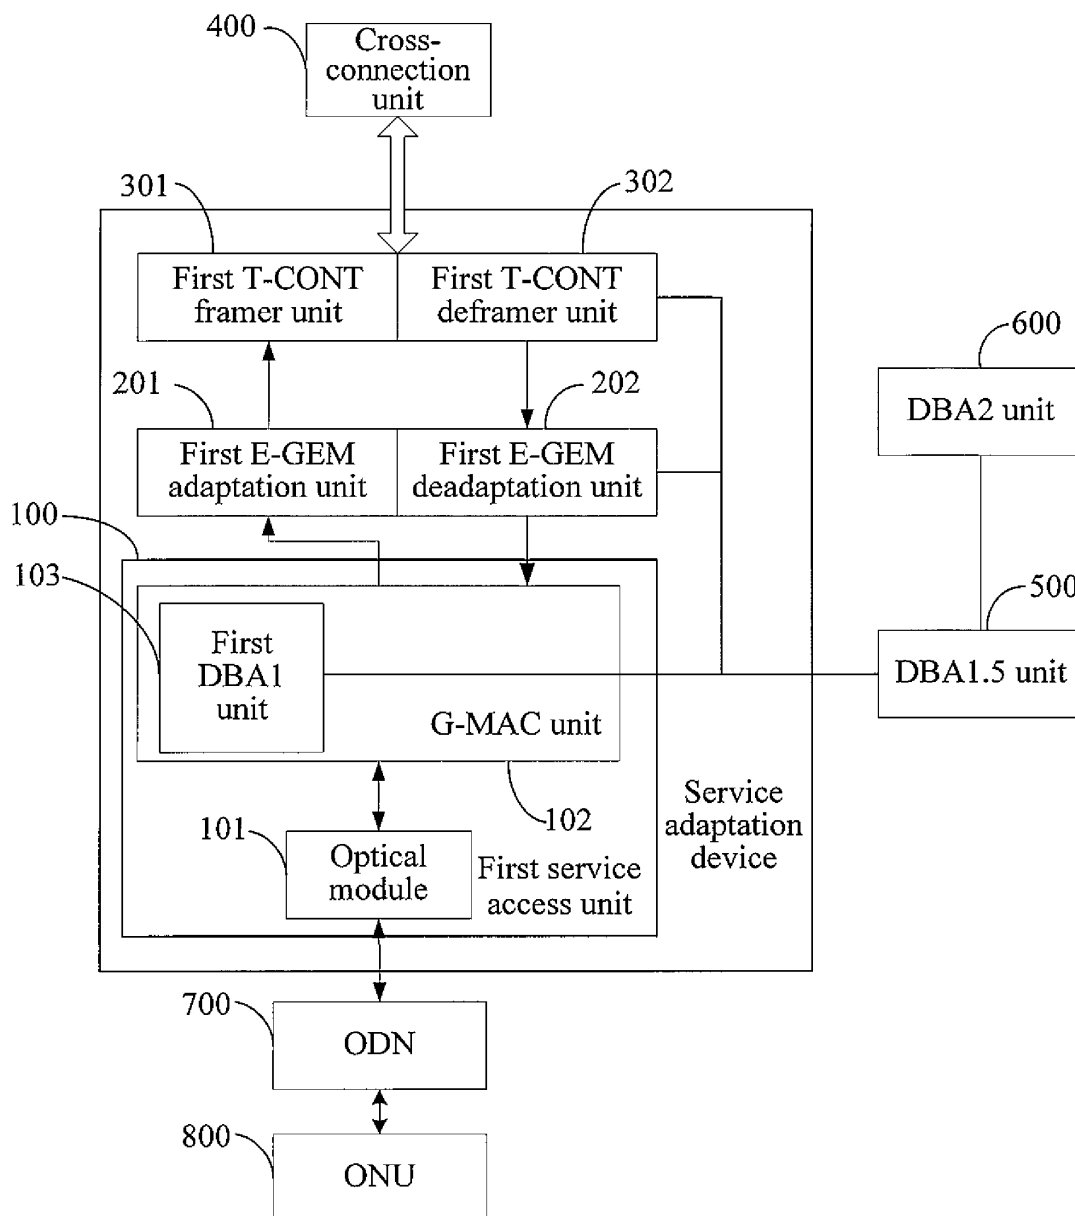 400
Cross-
connection
unit
301
302
First T-CONT
framer unit
First T-CONT
deframer unit
600
DBA2 unit
201
202
First E-GEM
adaptation unit
First E-GEM
deadaptation unit
100
103
First
DBA1
unit
G-MAC unit
500
DBA1.5 unit
102
101
Optical
module
First service
access unit
Service
adaptation
device
700
ODN
800
ONU